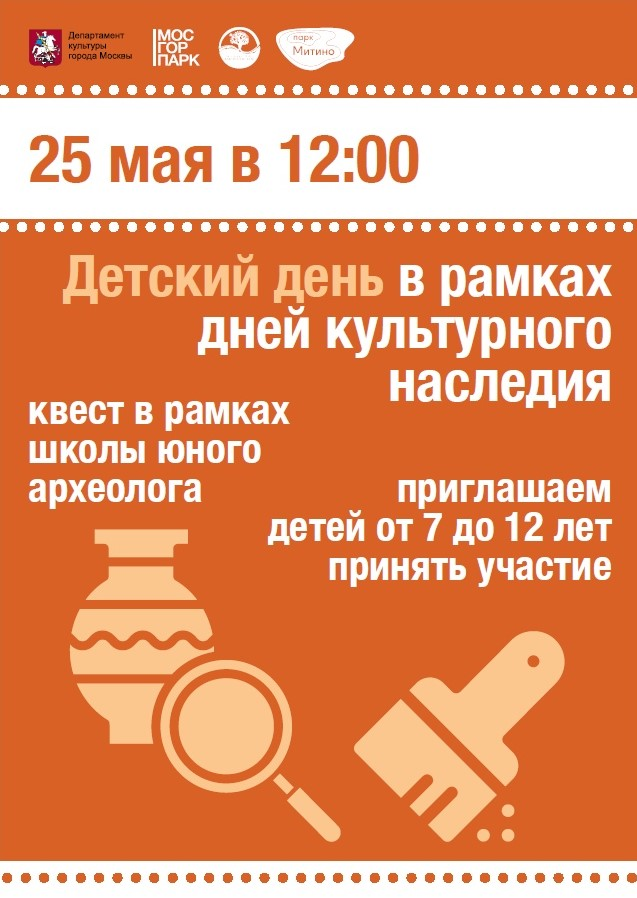 Департамент
культуры
города Москвы
МОС
ГОР
ПАРК
парк
Митино
25 мая в 12:00
Детский день в рамках
дней культурного
наследия
квест в рамках
школы юного
археолога
приглашаем
детей от 7 до 12 лет
принять участие